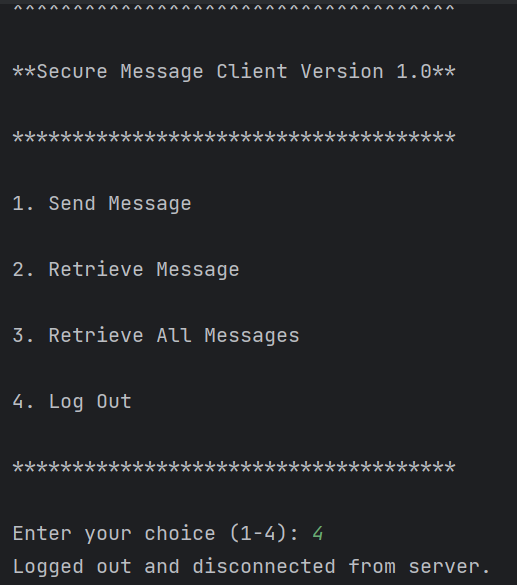 **Secure Message Client Version 1.0**
*************************************
1. Send Message
2. Retrieve Message
3. Retrieve All Messages
4. Log Out
*************************************
Enter your choice (1-4): 4
Logged out and disconnected from server.